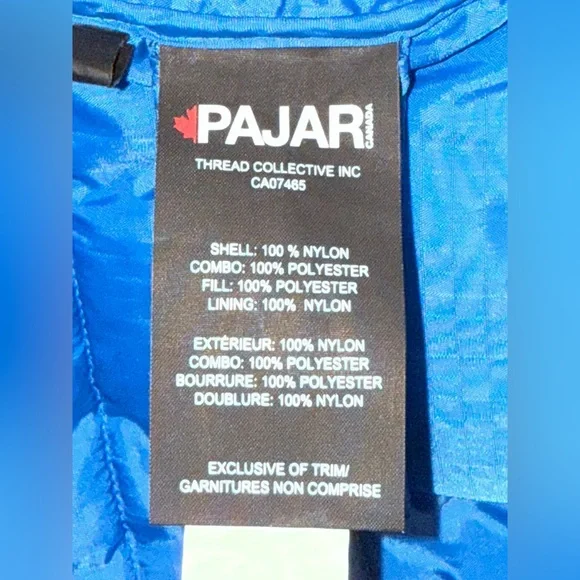 PAJAR CANADA
THREAD COLLECTIVE INC
CA07465
SHELL: 100 % NYLON
COMBO: 100% POLYESTER
FILL: 100% POLYESTER
LINING: 100% NYLON
EXTÉRIEUR: 100% NYLON
COMBO: 100% POLYESTER
BOURRURE: 100% POLYESTER
DOUBLURE: 100% NYLON
EXCLUSIVE OF TRIM/
GARNITURES NON COMPRISE